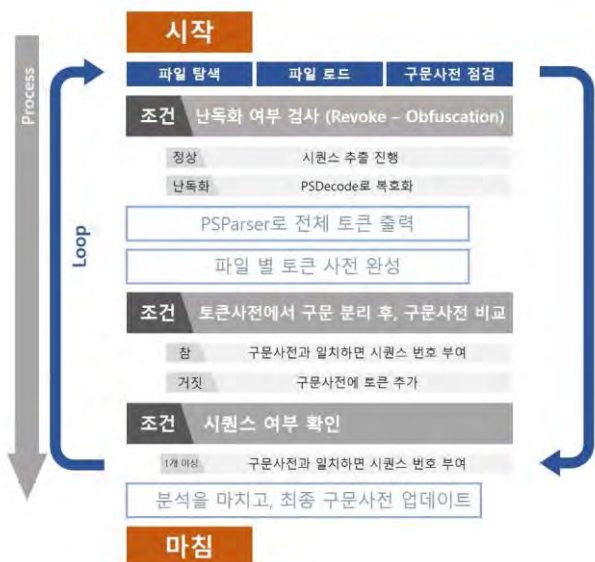 시작
Process
파일 탐색 파일 로드 구문사전 점검
조건 난독화 여부 검사 (Revoke – Obfuscation)
정상 시퀀스 추출 진행
난독화 PSDecode로 복호화
PSParser로 전체 토큰 출력
Loop
파일 별 토큰 사전 완성
조건 토큰사전에서 구문 분리 후, 구문사전 비교
참 구문사전과 일치하면 시퀀스 번호 부여
거짓 구문사전에 토큰 추가
조건 시퀀스 여부 확인
1개 이상 구문사전과 일치하면 시퀀스 번호 부여
분석을 마치고, 최종 구문사전 업데이트
마침